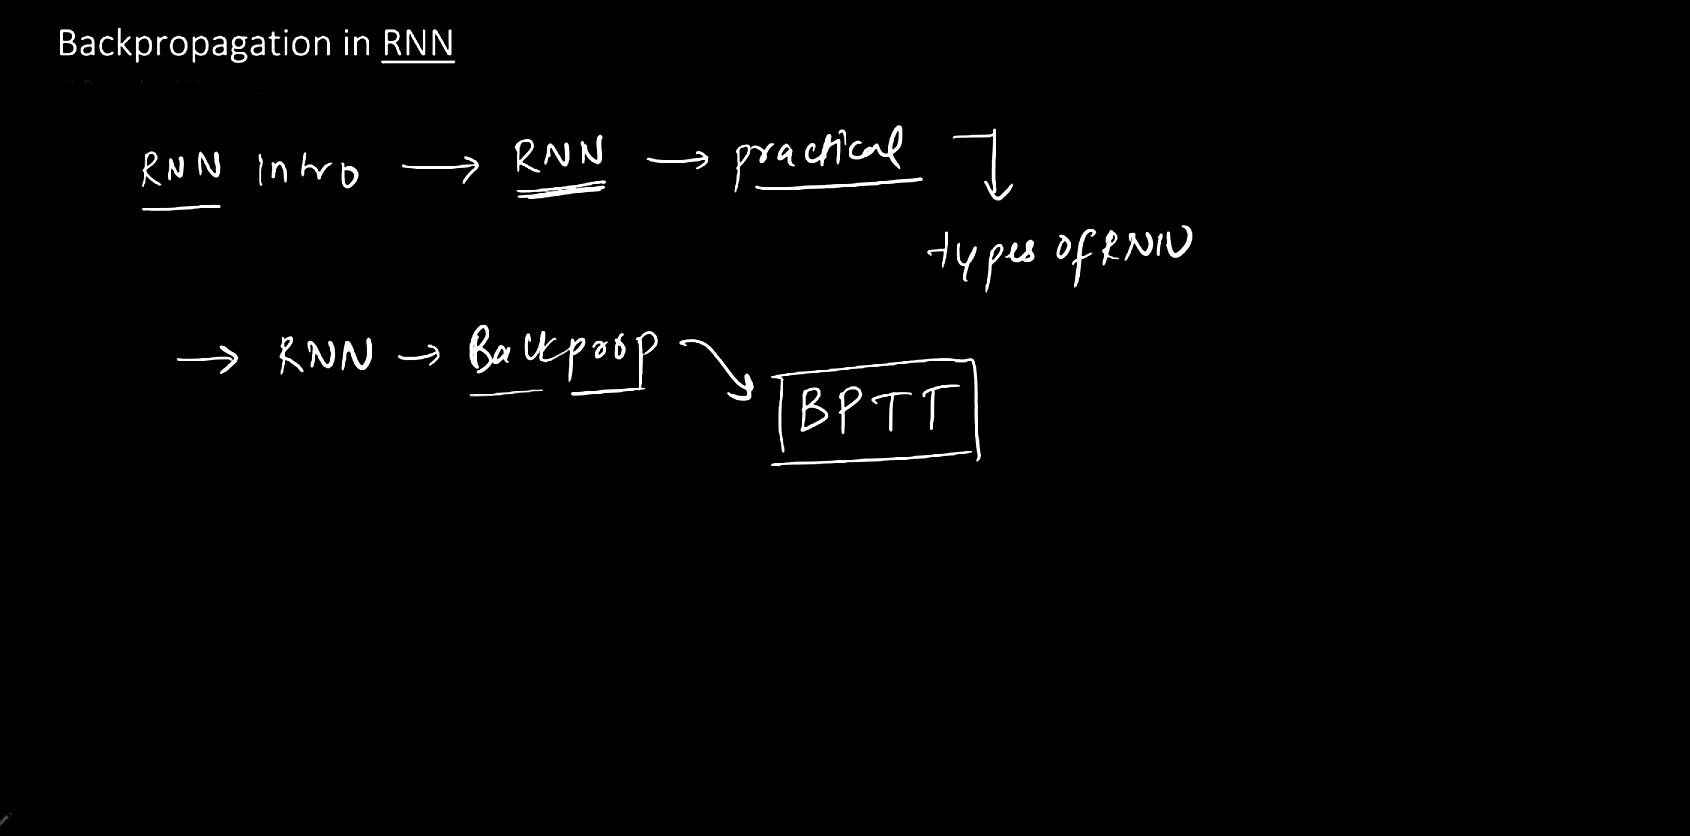 Backpropagation in RNN
RNN Intro → RNN → practical
types of RNN
→ RNN → Backprop
BPTT